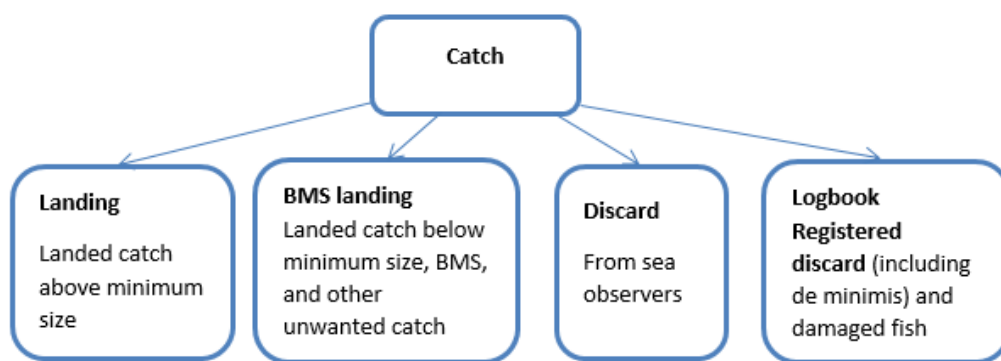 Catch
Landing
Landed catch
above minimum
size
BMS landing
Landed catch below
minimum size, BMS,
and other
unwanted catch
Discard
From sea
observers
Logbook
Registered
discard (including
de minimis) and
damaged fish